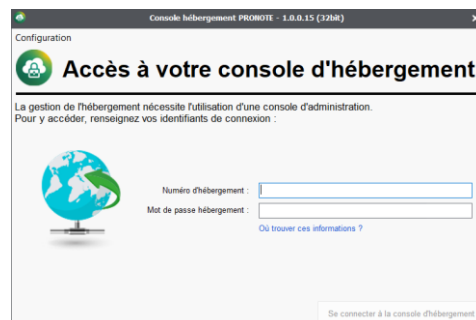 Console hébergement PRONOTE - 1.0.0.15 (32bit)
Configuration
Accès à votre console d'hébergement
La gestion de l'hébergement nécessite l'utilisation d'une console d'administration.
Pour y accéder, renseignez vos identifiants de connexion :
Numéro d'hébergement :
Mot de passe hébergement :
Où trouver ces informations ?
Se connecter à la console d'hébergement